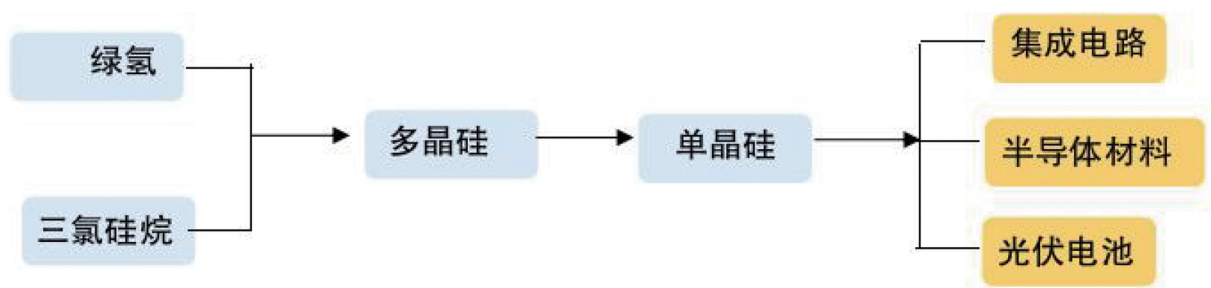 绿氢
三氯硅烷
多晶硅
单晶硅
集成电路
半导体材料
光伏电池